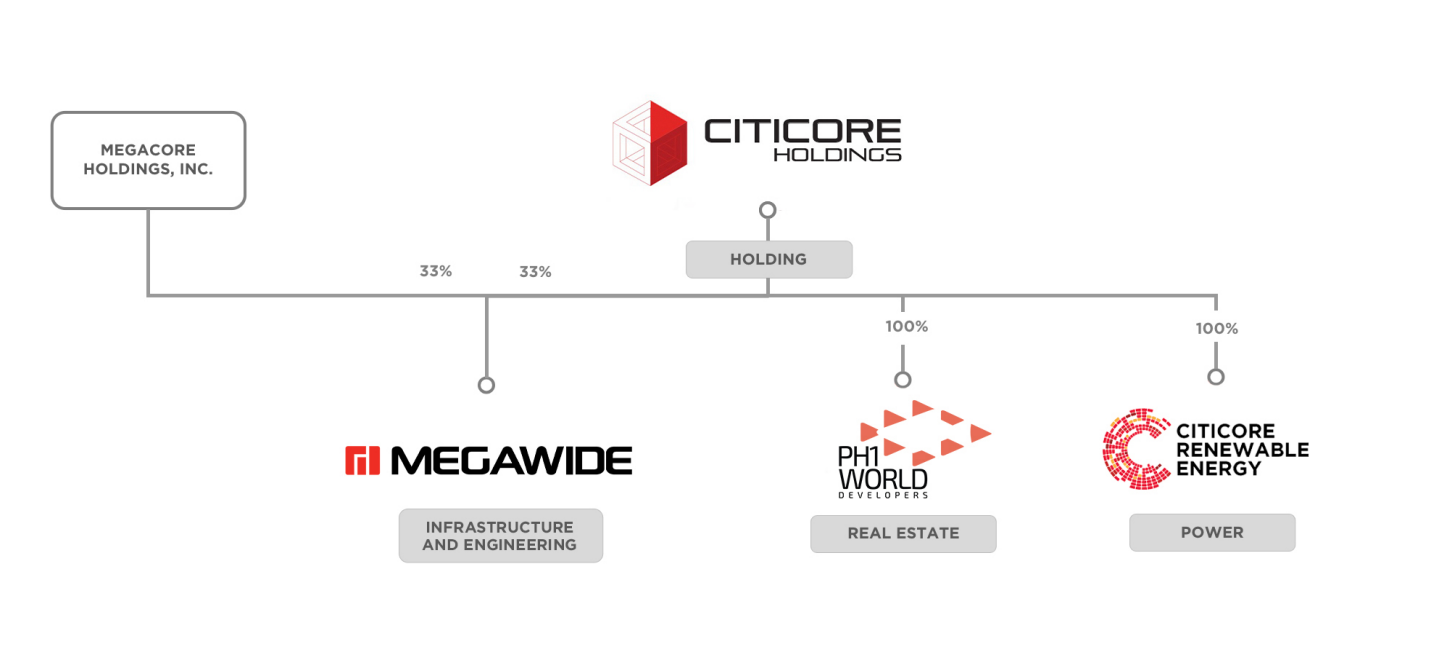 MEGACORE
HOLDINGS, INC.
CITICORE
HOLDINGS
HOLDING
33%
33%
100%
100%
MEGAWIDE
INFRASTRUCTURE
AND ENGINEERING
PH1
WORLD
DEVELOPERS
REAL ESTATE
CITICORE
RENEWABLE
ENERGY
POWER